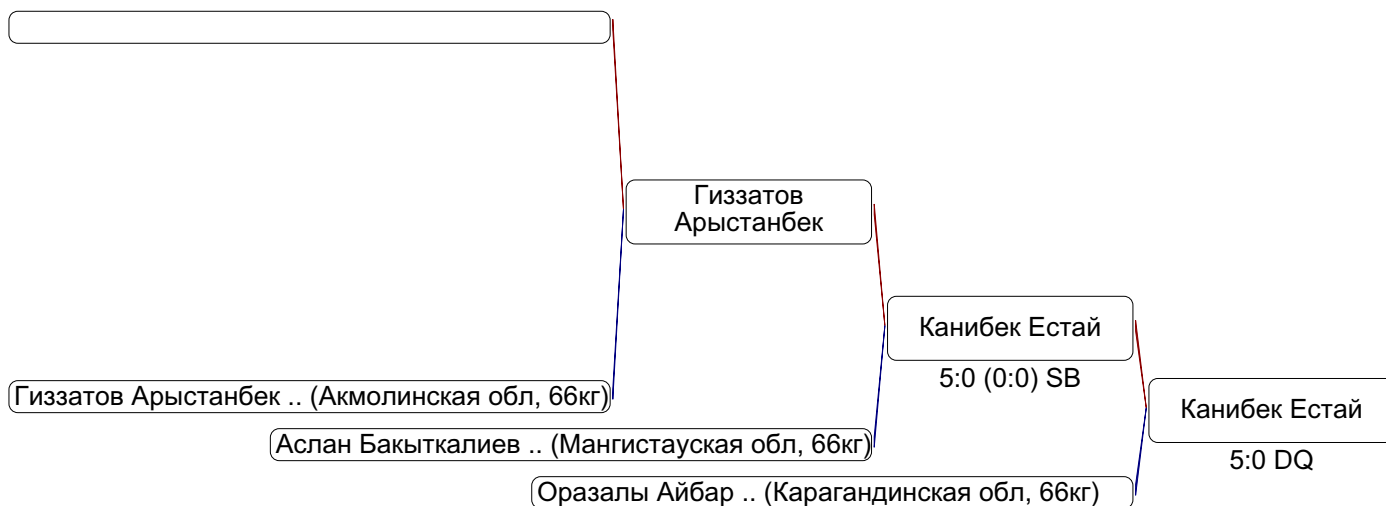 Гиззатов
Арыстанбек
Канибек Естай
5:0 (0:0) SB
Гиззатов Арыстанбек .. (Акмолинская обл, 66кг)
Канибек Естай
5:0 DQ
Аслан Бакыткалиев .. (Мангистауская обл, 66кг)
Оразалы Айбар .. (Карагандинская обл, 66кг)